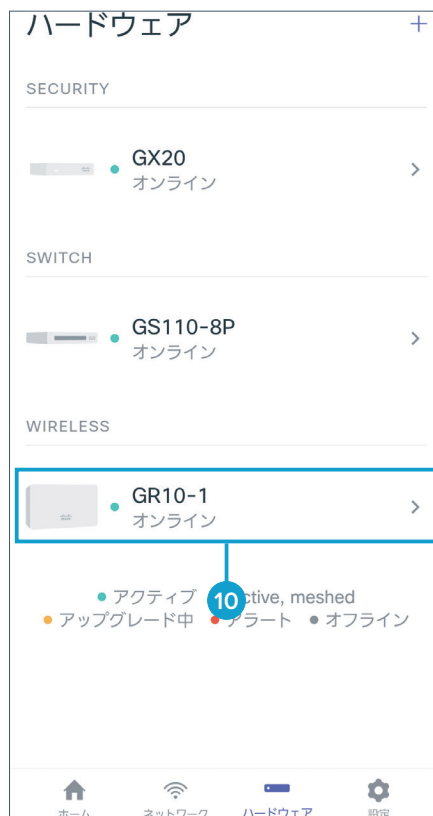 ハードウェア
+
SECURITY
GX20
オンライン
SWITCH
GS110-8P
オンライン
WIRELESS
GR10-1
オンライン
アクティブ ctive, meshed
10
アップグレード中 アラート オフライン
ホーム ネットワーク ハードウェア 設定